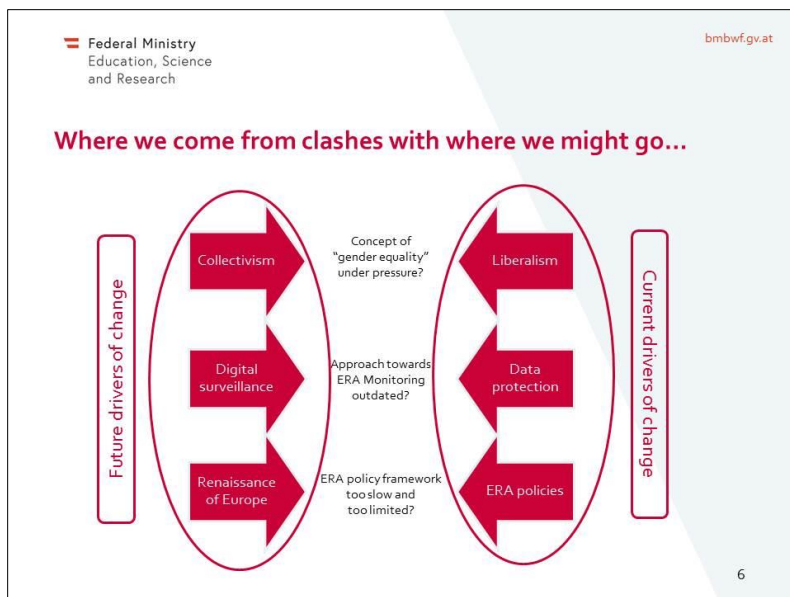 Federal Ministry
Education, Science
and Research
bmbwf.gv.at
Where we come from clashes with where we might go...
Future drivers of change
Collectivism
Concept of
"gender equality"
under pressure?
Liberalism
Digital
surveillance
Approach towards
ERA Monitoring
outdated?
Data
protection
Renaissance
of Europe
ERA policy framework
too slow and
too limited?
ERA policies
Current drivers of change
6